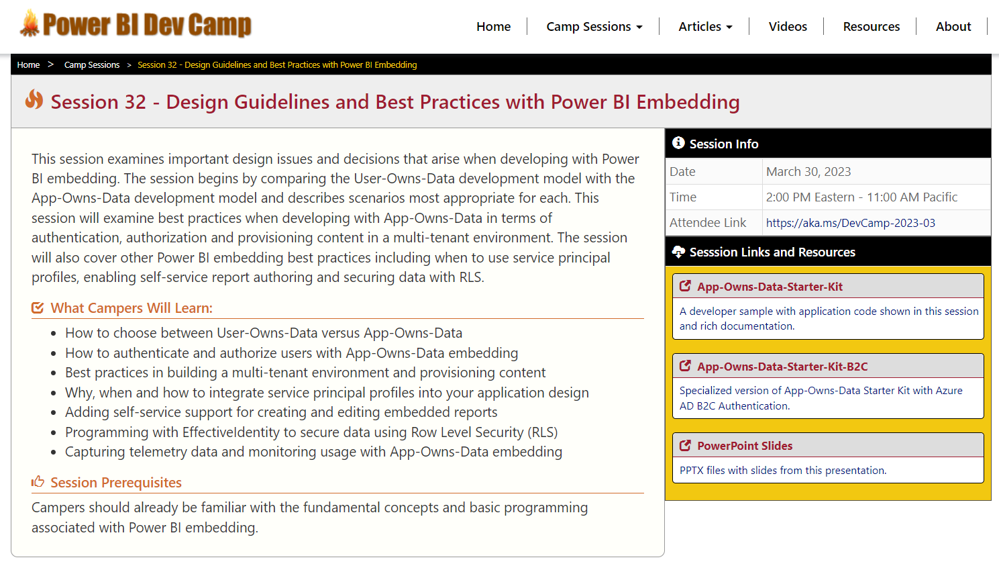 Power BI Dev Camp
Home
Camp Sessions
Articles
Videos
Resources
About
Home > Camp Sessions > Session 32 - Design Guidelines and Best Practices with Power BI Embedding
Session 32 - Design Guidelines and Best Practices with Power BI Embedding
This session examines important design issues and decisions that arise when developing with Power
BI embedding. The session begins by comparing the User-Owns-Data development model with the
App-Owns-Data development model and describes scenarios most appropriate for each. This
session will examine best practices when developing with App-Owns-Data in terms of
authentication, authorization and provisioning content in a multi-tenant environment. The session
will also cover other Power BI embedding best practices including when to use service principal
profiles, enabling self-service report authoring and securing data with RLS.
What Campers Will Learn:
How to choose between User-Owns-Data versus App-Owns-Data
How to authenticate and authorize users with App-Owns-Data embedding
Best practices in building a multi-tenant environment and provisioning content
Why, when and how to integrate service principal profiles into your application design
Adding self-service support for creating and editing embedded reports
Programming with EffectiveIdentity to secure data using Row Level Security (RLS)
Capturing telemetry data and monitoring usage with App-Owns-Data embedding
Session Prerequisites
Campers should already be familiar with the fundamental concepts and basic programming
associated with Power BI embedding.
Session Info
Date March 30, 2023
Time 2:00 PM Eastern - 11:00 AM Pacific
Attendee Link https://aka.ms/DevCamp-2023-03
Sesssion Links and Resources
App-Owns-Data-Starter-Kit
A developer sample with application code shown in this session
and rich documentation.
App-Owns-Data-Starter-Kit-B2C
Specialized version of App-Owns-Data Starter Kit with Azure
AD B2C Authentication.
PowerPoint Slides
PPTX files with slides from this presentation.